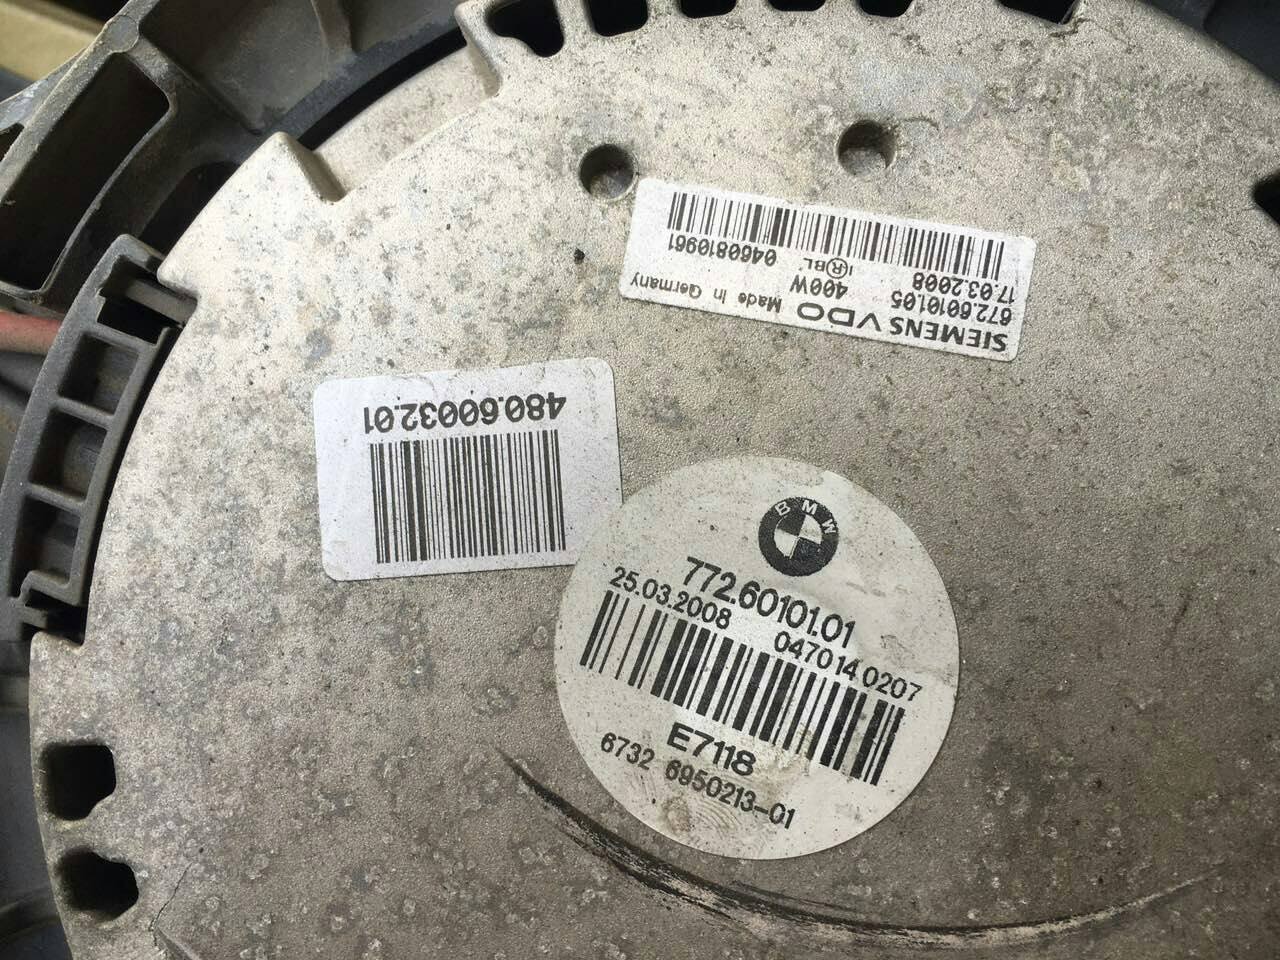 SIEMENS VDO Made In Germany
672.60101.05 400W
17.03.2008 I®BL 0460810961
480.60032.01
BMW
772.60101.01
25.03.2008 0470140207
E7118
6732 6950213-01